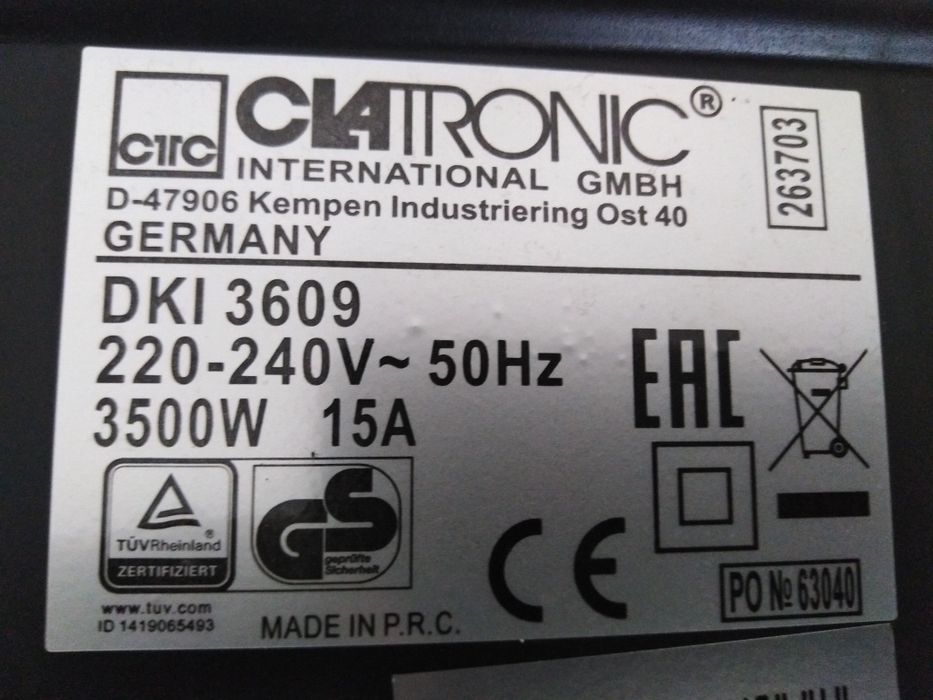 CTC
CLATRONIC®
INTERNATIONAL GMBH
D-47906 Kempen Industriering Ost 40
GERMANY
263703
DKI 3609
220-240V~ 50Hz
3500W 15A
EAC
TÜVRheinland®
ZERTIFIZIERT
GS
geprüfte
Sicherheit
CE
www.tuv.com
ID 1419065493
MADE IN P.R.C.
PO № 63040